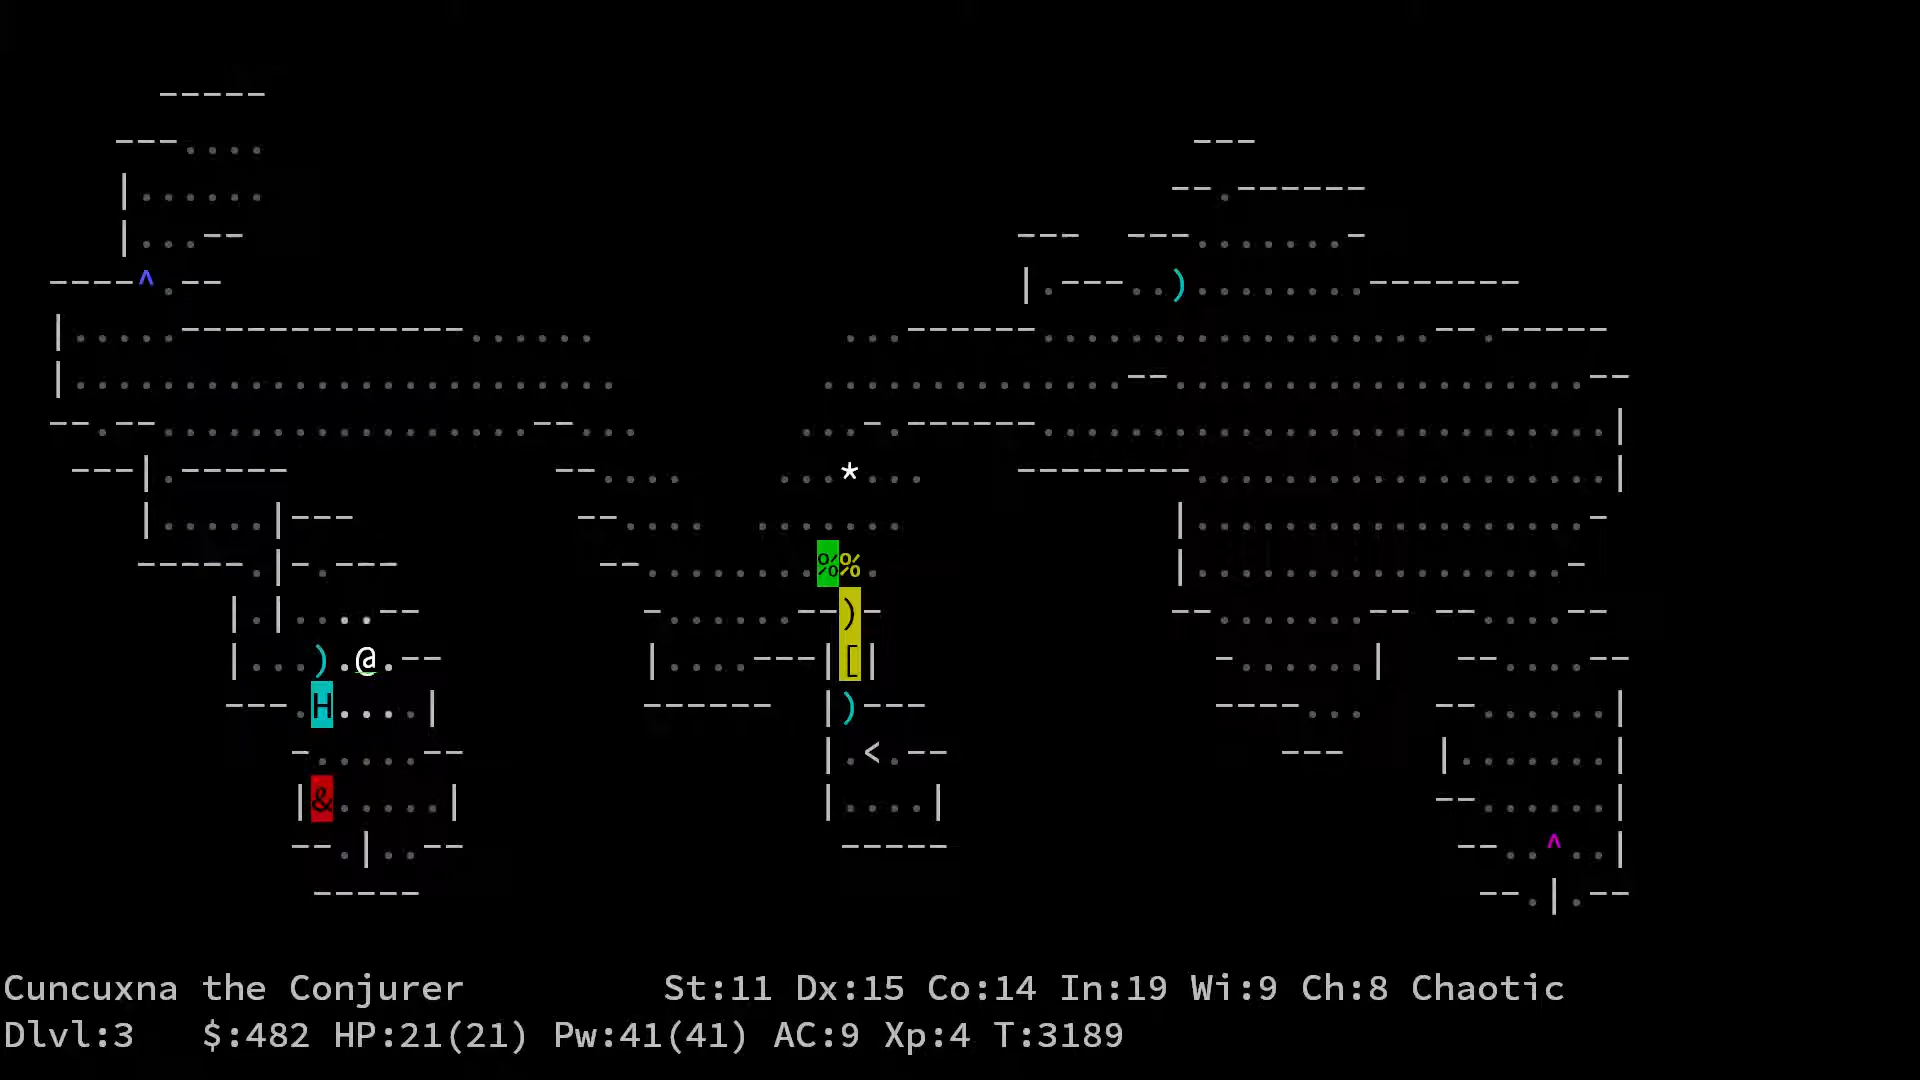 Cuncuxna the Conjurer St:11 Dx:15 Co:14 In:19 Wi:9 Ch:8 Chaotic
Dlvl:3 $:482 HP:21(21) Pw:41(41) AC:9 Xp:4 T:3189